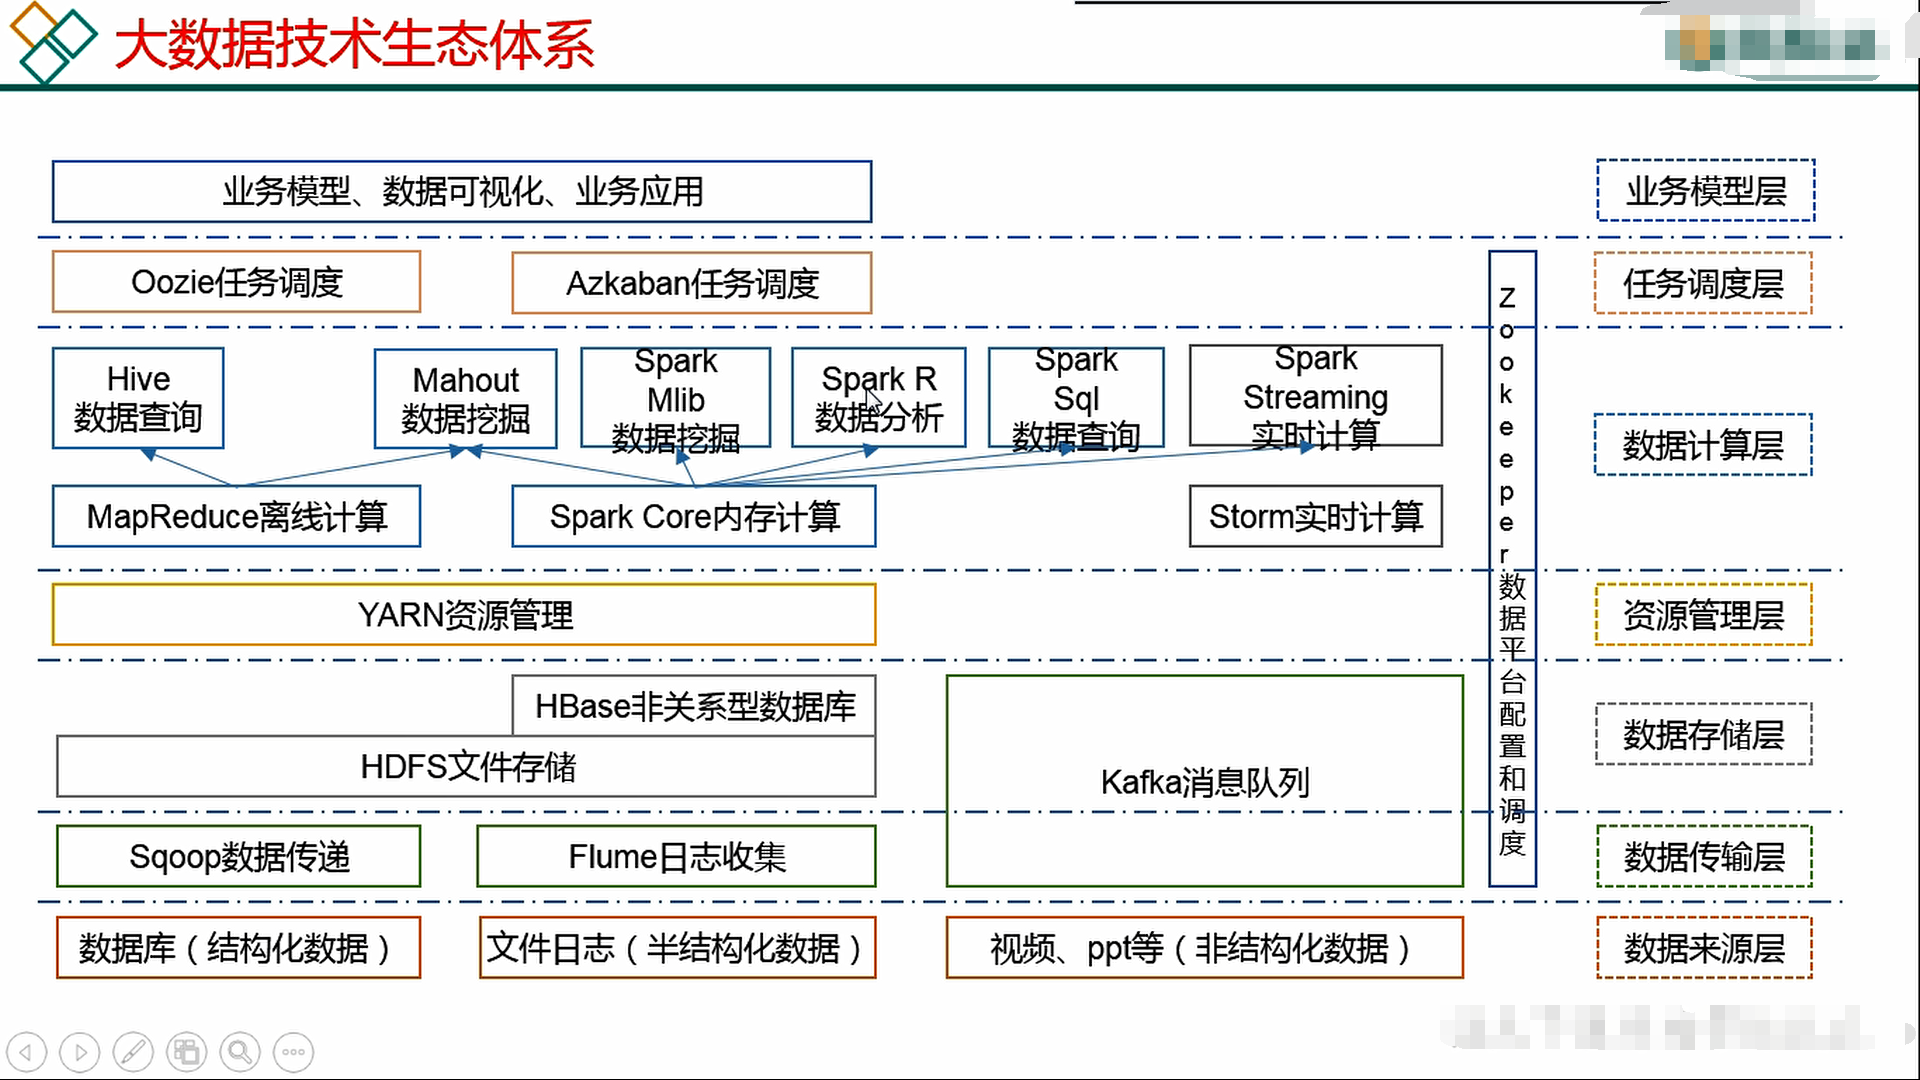 大数据技术生态体系
业务模型、数据可视化、业务应用
业务模型层
Oozie任务调度
Azkaban任务调度
任务调度层
Hive
数据查询
Mahout
数据挖掘
Spark
Mlib
数据挖掘
Spark R
数据分析
Spark
Sql
数据查询
Spark
Streaming
实时计算
数据计算层
MapReduce离线计算
Spark Core内存计算
Storm实时计算
Zookeeper数据平台配置和调度
YARN资源管理
资源管理层
HBase非关系型数据库
HDFS文件存储
Kafka消息队列
数据存储层
Sqoop数据传递
Flume日志收集
数据传输层
数据库（结构化数据）
文件日志（半结构化数据）
视频、ppt等（非结构化数据）
数据来源层